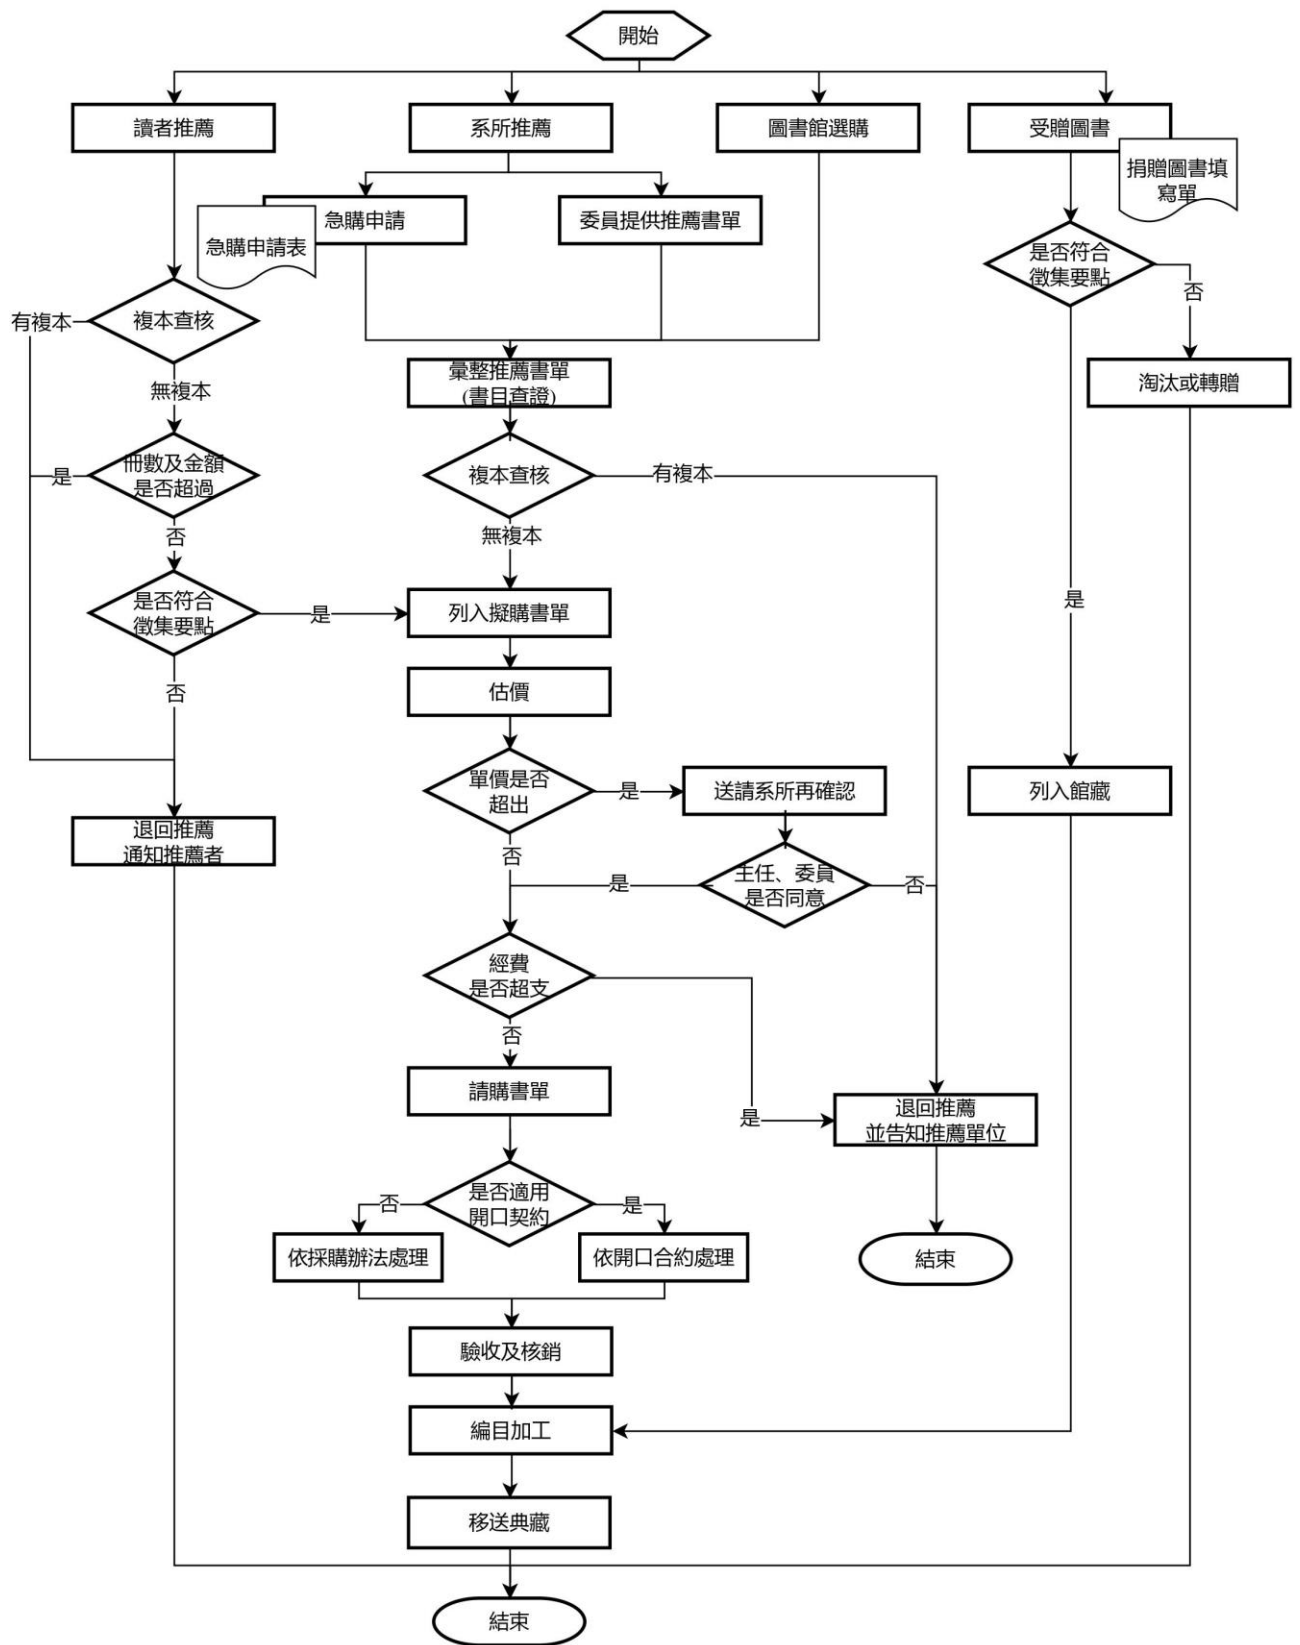 開始
讀者推薦
系所推薦
圖書館選購
受贈圖書
捐贈圖書填
寫單
急購申請
急購申請表
委員提供推薦書單
是否符合
徵集要點
否
有複本
複本查核
無複本
彙整推薦書單
(書目查證)
淘汰或轉贈
是
冊數及金額
是否超過
否
複本查核
有複本
無複本
是否符合
徵集要點
是
列入擬購書單
是
否
估價
單價是否
超出
是
送請系所再確認
列入館藏
退回推薦
通知推薦者
否
是
主任、委員
是否同意
否
經費
是否超支
否
請購書單
是
退回推薦
並告知推薦單位
否
是否適用
開口契約
是
依採購辦法處理
依開口合約處理
結束
驗收及核銷
編目加工
移送典藏
結束